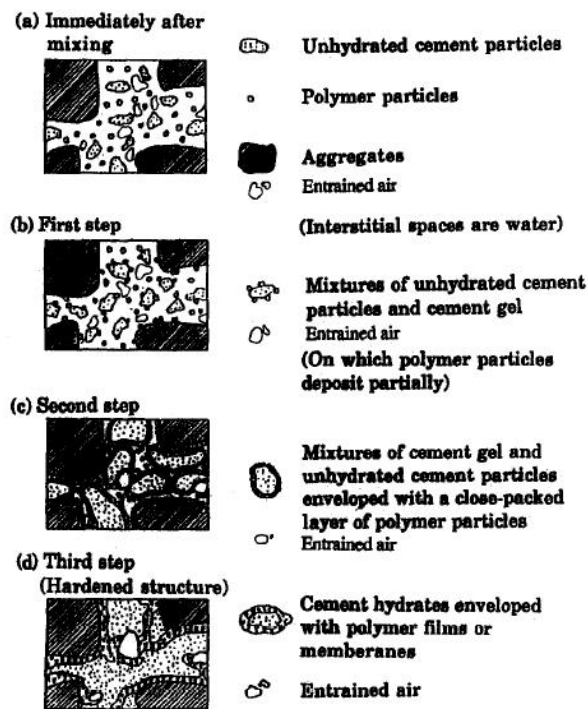 (a) Immediately after
mixing
Unhydrated cement particles
Polymer particles
Aggregates
Entrained air
(Interstitial spaces are water)
(b) First step
Mixtures of unhydrated cement
particles and cement gel
Entrained air
(On which polymer particles
deposit partially)
(c) Second step
Mixtures of cement gel and
unhydrated cement particles
enveloped with a close-packed
layer of polymer particles
Entrained air
(d) Third step
(Hardened structure)
Cement hydrates enveloped
with polymer films or
memberanes
Entrained air